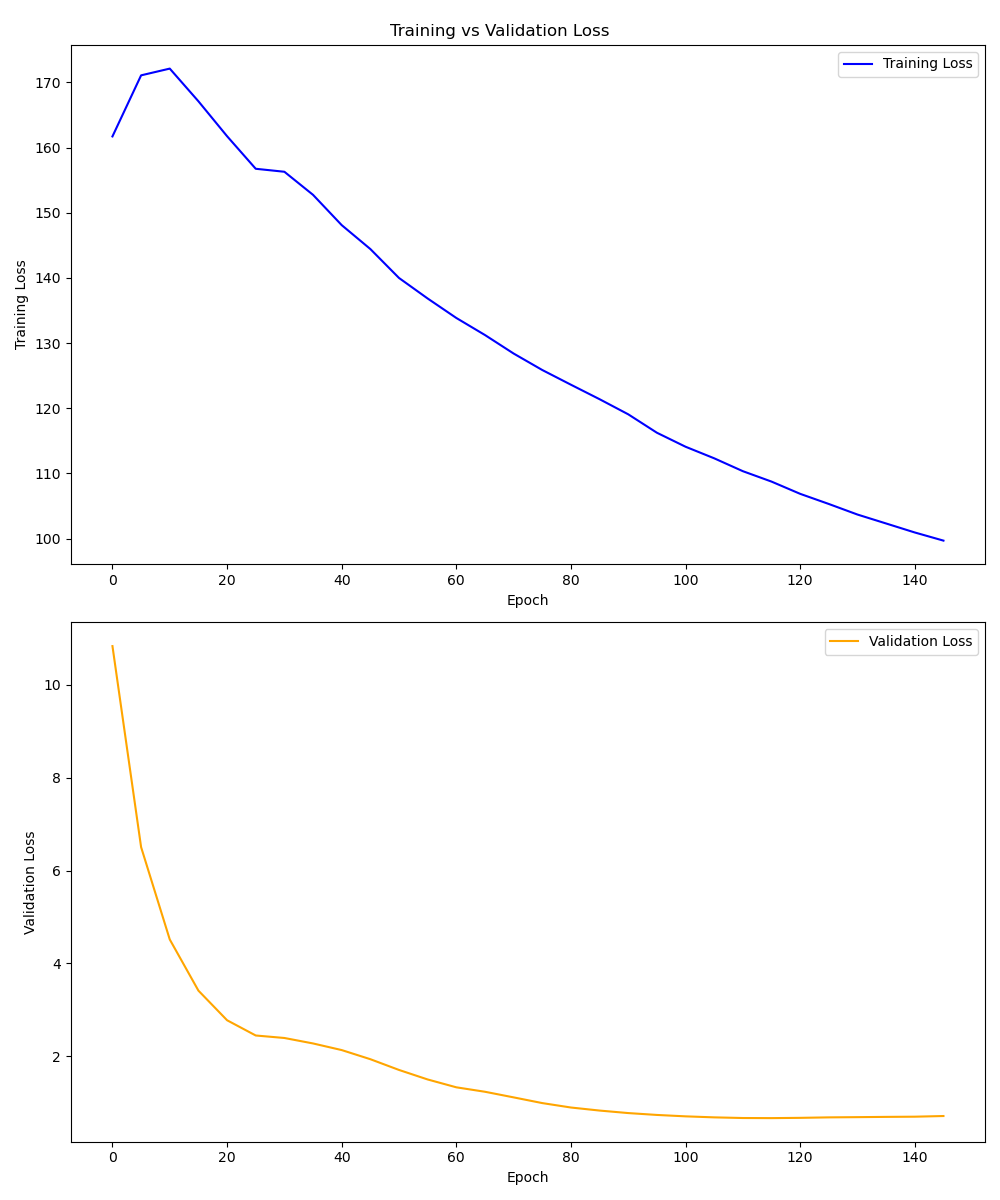 Training vs Validation Loss
Training Loss
170
160
150
140
130
120
110
100
Training Loss
0 20 40 60 80 100 120 140
Epoch
Validation Loss
10
8
6
4
2
Validation Loss
0 20 40 60 80 100 120 140
Epoch